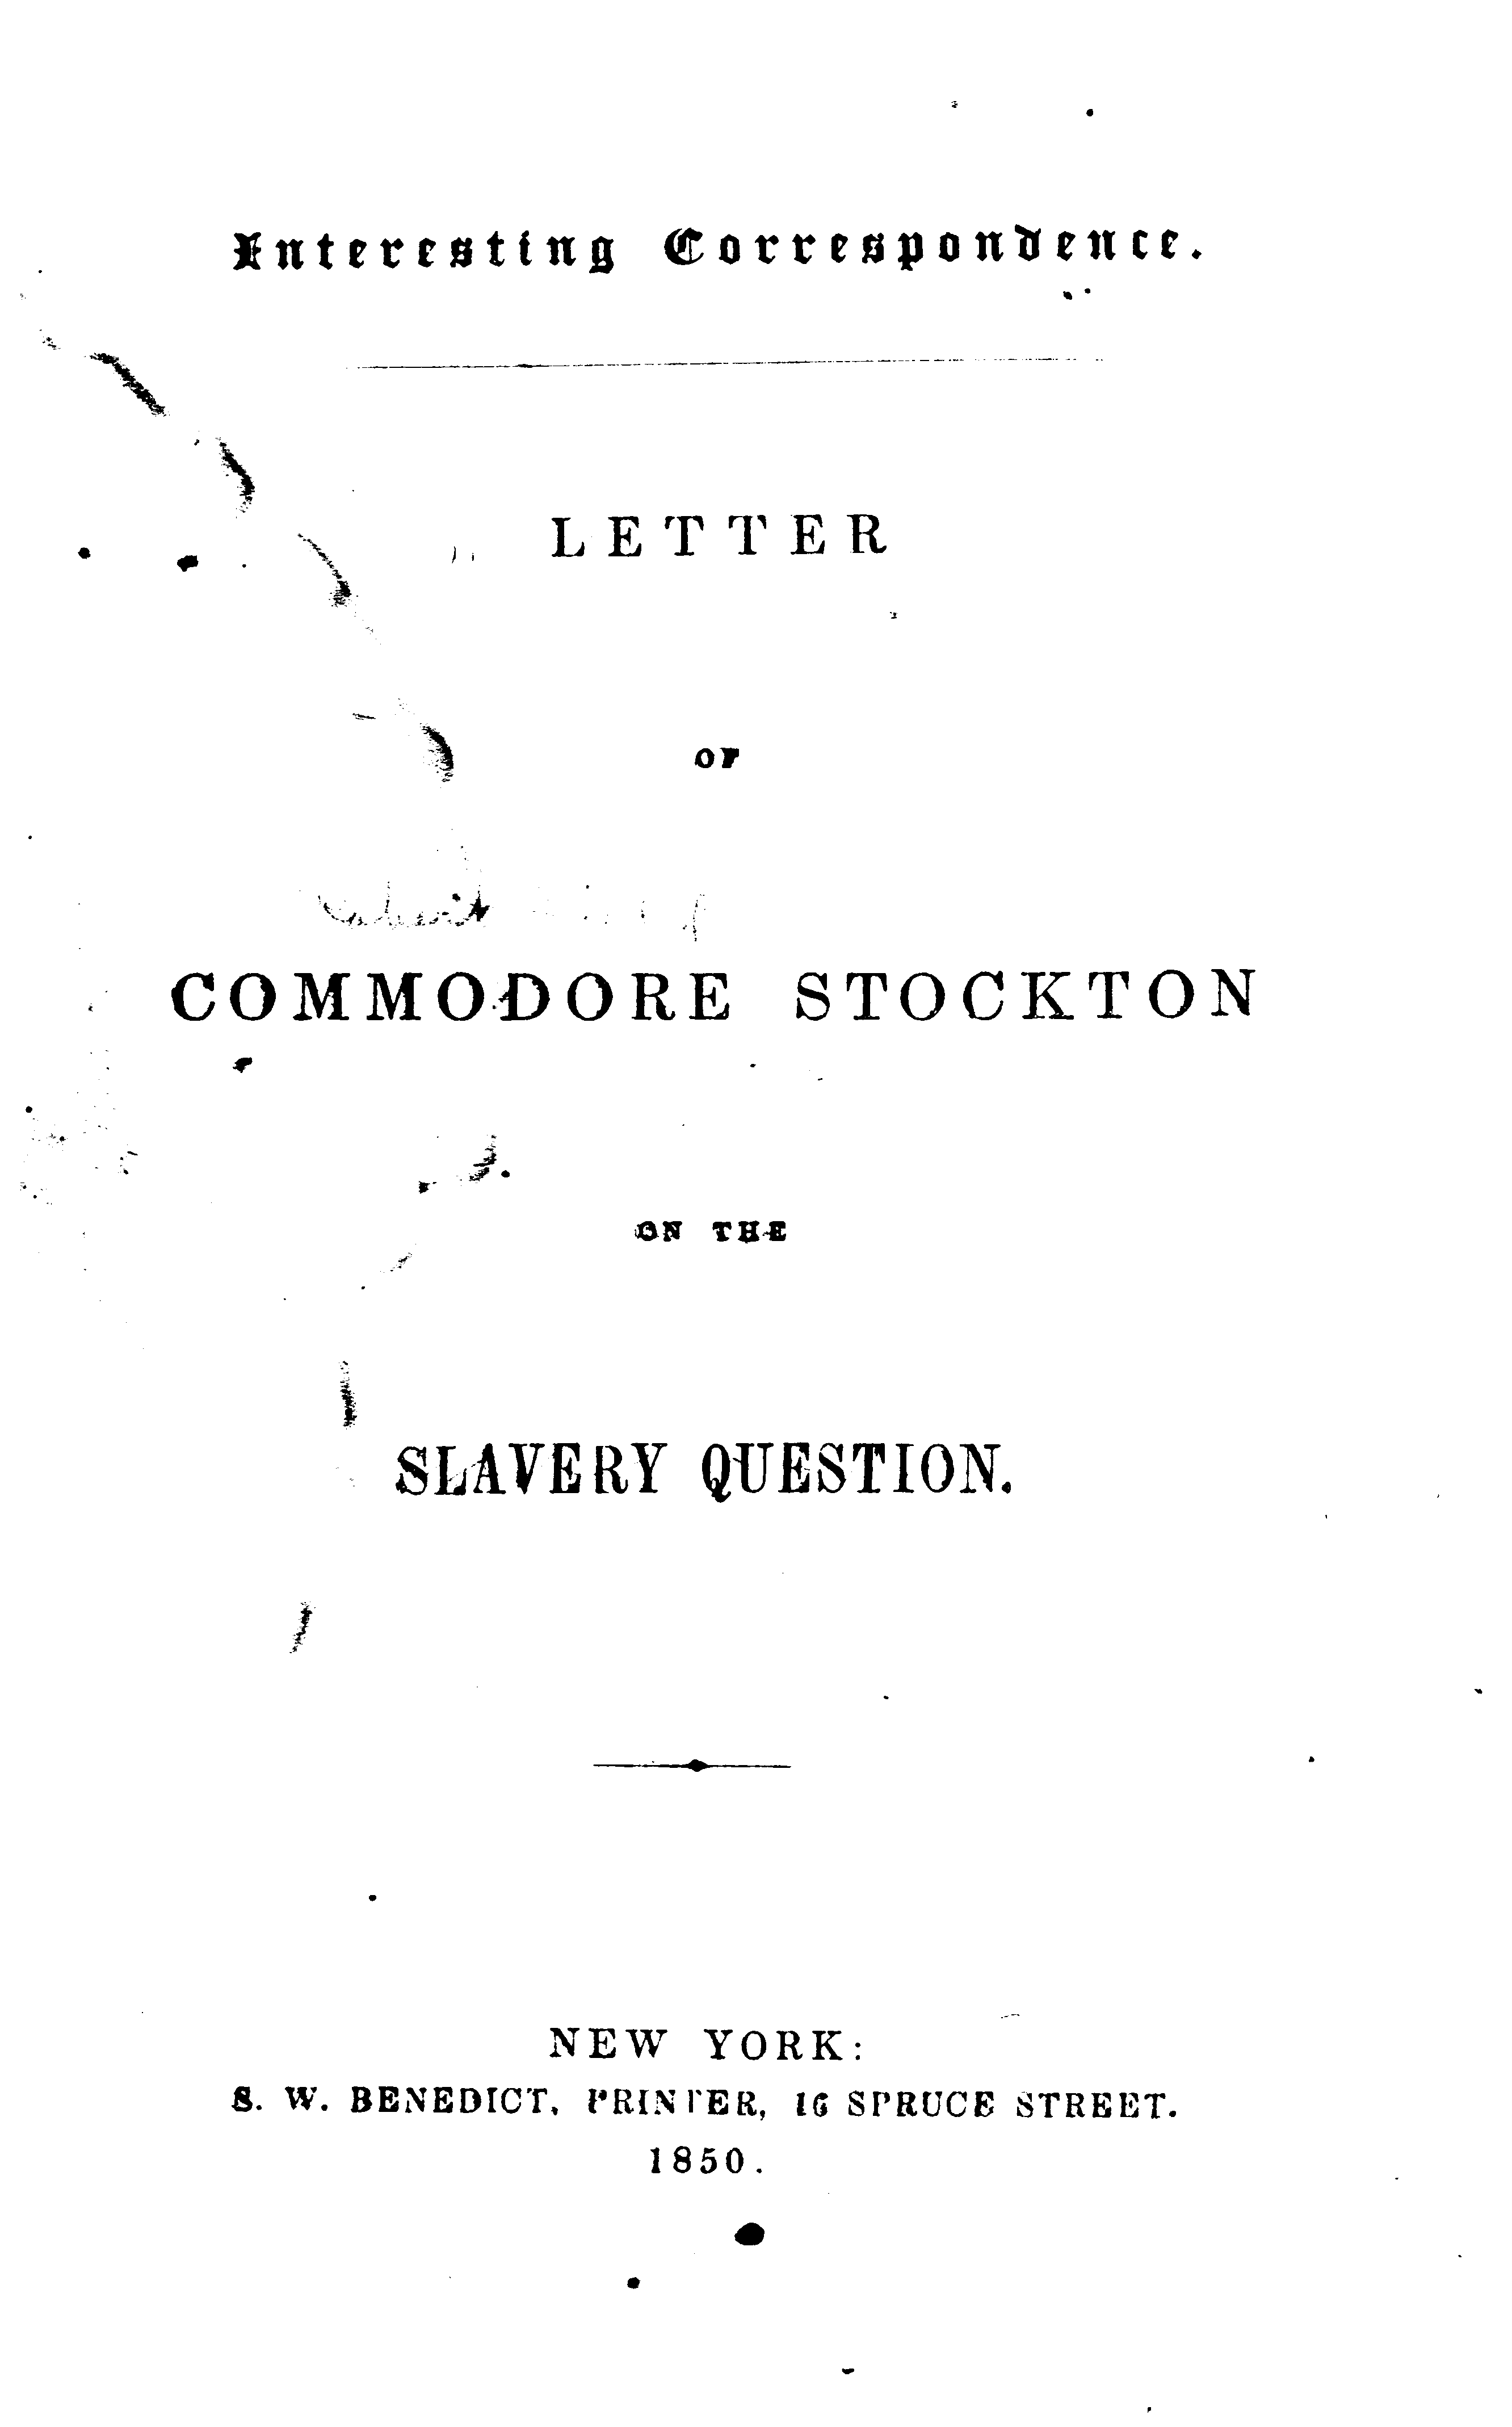 Interesting Correspondence.
LETTER
OF
COMMODORE STOCKTON
ON THE
SLAVERY QUESTION.
NEW YORK:
S. W. BENEDICT, PRINTER, 16 SPRUCE STREET.
1850.